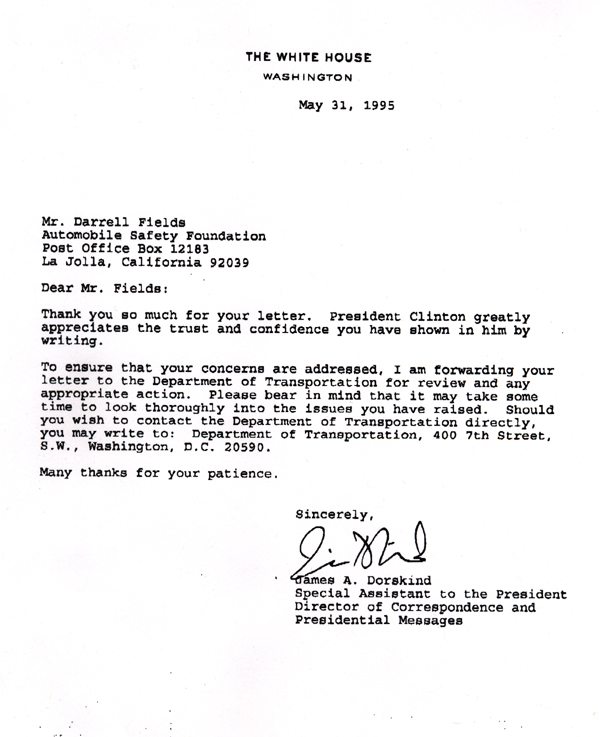 THE WHITE HOUSE
WASHINGTON
May 31, 1995
Mr. Darrell Fields
Automobile Safety Foundation
Post Office Box 12183
La Jolla, California 92039
Dear Mr. Fields:
Thank you so much for your letter. President Clinton greatly
appreciates the trust and confidence you have shown in him by
writing.
To ensure that your concerns are addressed, I am forwarding your
letter to the Department of Transportation for review and any
appropriate action. Please bear in mind that it may take some
time to look thoroughly into the issues you have raised. Should
you wish to contact the Department of Transportation directly,
you may write to: Department of Transportation, 400 7th Street,
S.W., Washington, D.C. 20590.
Many thanks for your patience.
Sincerely,
James A. Dorskind
Special Assistant to the President
Director of Correspondence and
Presidential Messages